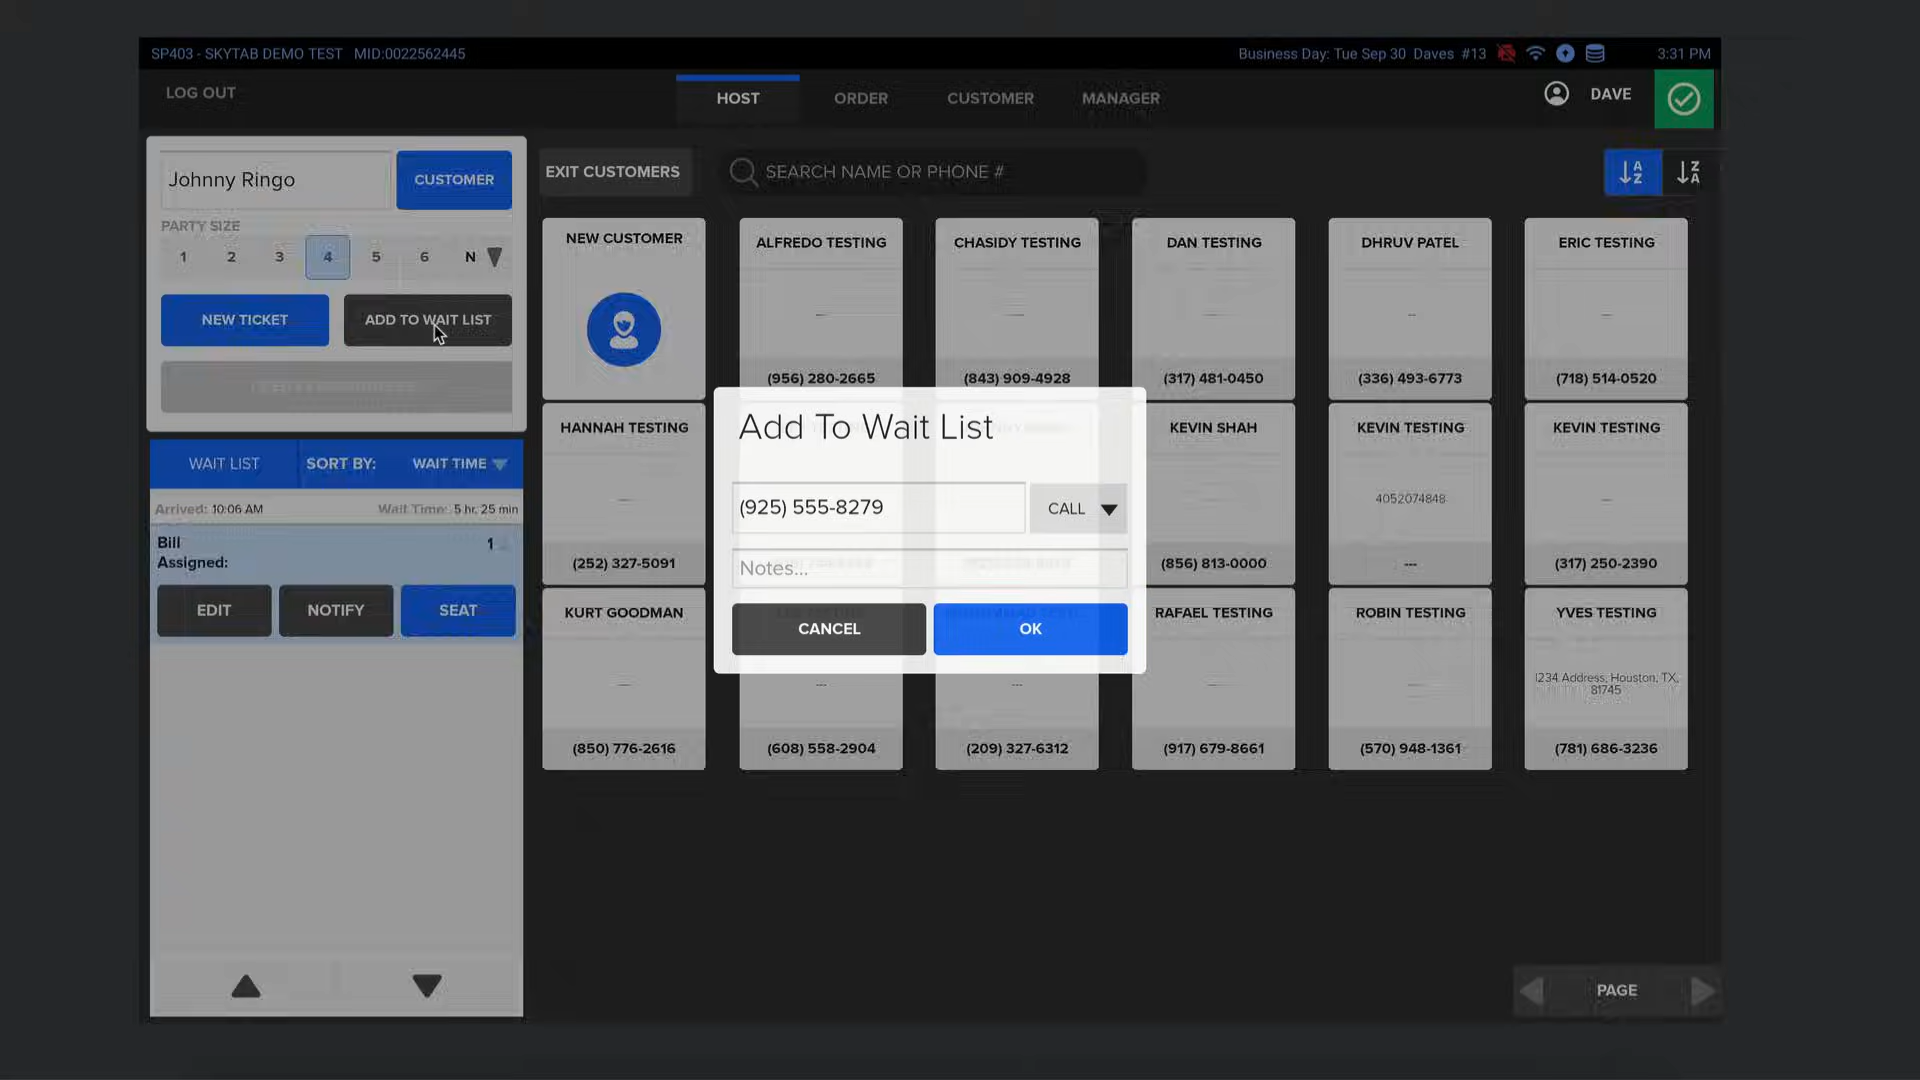 SP403 - SKYTAB DEMO TEST MID:0022562445
Business Day: Tue Sep 30 Daves #13
3:31 PM
LOG OUT
HOST
ORDER
CUSTOMER
MANAGER
DAVE
Johnny Ringo
CUSTOMER
PARTY SIZE
1 2 3 4 5 6 N
NEW TICKET
ADD TO WAIT LIST
WAIT LIST
SORT BY:
WAIT TIME
Arrived: 10:06 AM
Wait Time: 5 hr, 25 min
Bill
1
Assigned:
EDIT
NOTIFY
SEAT
EXIT CUSTOMERS
SEARCH NAME OR PHONE #
A
Z
Z
A
NEW CUSTOMER
ALFREDO TESTING
---
(956) 280-2665
CHASIDY TESTING
---
(843) 909-4928
DAN TESTING
---
(317) 481-0450
DHRUV PATEL
---
(336) 493-6773
ERIC TESTING
---
(718) 514-0520
HANNAH TESTING
---
(252) 327-5091
KEVIN SHAH
(856) 813-0000
KEVIN TESTING
4052074848
---
KEVIN TESTING
---
(317) 250-2390
KURT GOODMAN
---
(850) 776-2616
---
(608) 558-2904
---
(209) 327-6312
RAFAEL TESTING
---
(917) 679-8661
ROBIN TESTING
---
(570) 948-1361
YVES TESTING
1234 Address, Houston, TX,
81745
(781) 686-3236
Add To Wait List
(925) 555-8279
CALL
Notes...
CANCEL
OK
PAGE